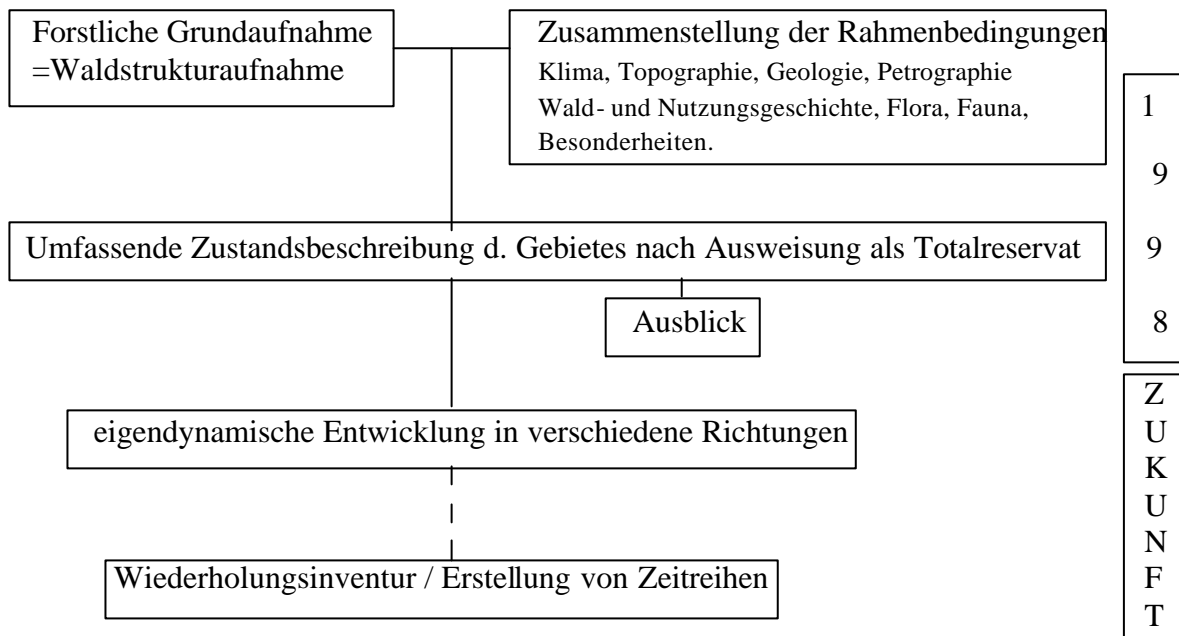 Forstliche Grundaufnahme
=Waldstrukturaufnahme
Zusammenstellung der Rahmenbedingungen
Klima, Topographie, Geologie, Petrographie
Wald- und Nutzungsgeschichte, Flora, Fauna,
Besonderheiten.
Umfassende Zustandsbeschreibung d. Gebietes nach Ausweisung als Totalreservat
Ausblick
eigendynamische Entwicklung in verschiedene Richtungen
Wiederholungsinventur / Erstellung von Zeitreihen
1
9
9
8
Z
U
K
U
N
F
T